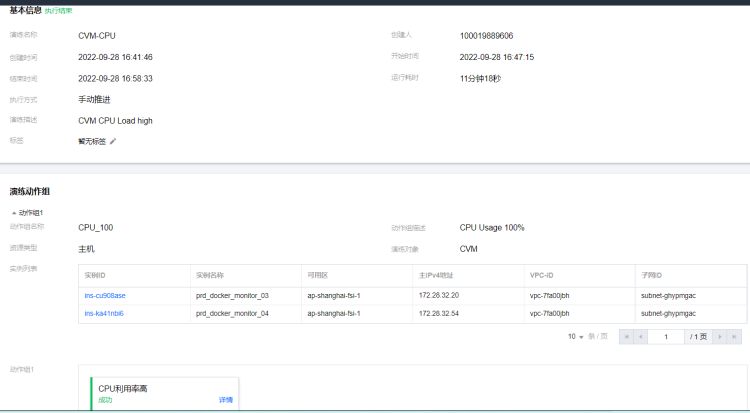 基本信息 执行结束
演练名称 CVM-CPU 创建人 100019889606
创建时间 2022-09-28 16:41:46 开始时间 2022-09-28 16:47:15
结束时间 2022-09-28 16:58:33 运行耗时 11分钟18秒
执行方式 手动推进
演练描述 CVM CPU Load high
标签 暂无标签
演练动作组
动作组1
动作组名称 CPU_100 动作组描述 CPU Usage 100%
资源类型 主机 演练对象 CVM
实例列表
实例ID 实例名称 可用区 主IPv4地址 VPC-ID 子网ID
ins-cu908ase prd_docker_monitor_03 ap-shanghai-fsi-1 172.28.32.20 vpc-7fa00jbh subnet-ghypmgac
ins-ka41nbi6 prd_docker_monitor_04 ap-shanghai-fsi-1 172.28.32.54 vpc-7fa00jbh subnet-ghypmgac
10 条 / 页 1 / 1 页
动作组1
CPU利用率高
成功 详情